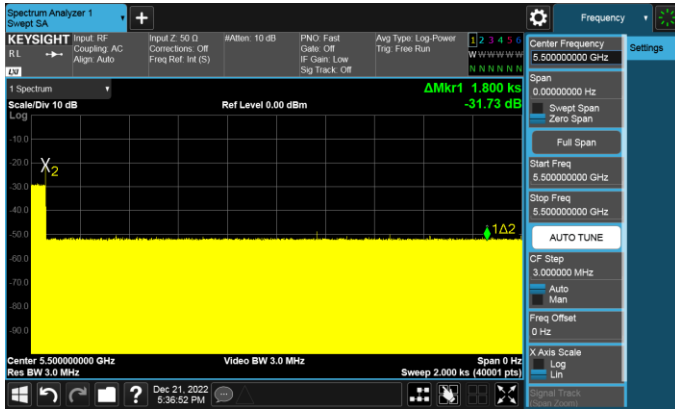 Spectrum Analyzer 1
Swept SA
Frequency
KEYSIGHT
RL
LXI
Input: RF
Coupling: AC
Align: Auto
Input Z: 50 Ω
Corrections: Off
Freq Ref: Int (S)
#Atten: 10 dB
PNO: Fast
Gate: Off
IF Gain: Low
Sig Track: Off
Avg Type: Log-Power
Trig: Free Run
1 2 3 4 5 6
W W W W W W
N N N N N N
1 Spectrum
Scale/Div 10 dB
Ref Level 0.00 dBm
ΔMkr1 1.800 ks
-31.73 dB
Log
-10.0
-20.0
-30.0
-40.0
-50.0
-60.0
-70.0
-80.0
-90.0
X2
1Δ2
Center 5.500000000 GHz
Video BW 3.0 MHz
Span 0 Hz
Res BW 3.0 MHz
Sweep 2.000 ks (40001 pts)
Dec 21, 2022
5:36:52 PM
Center Frequency
5.500000000 GHz
Settings
Span
0.00000000 Hz
Swept Span
Zero Span
Full Span
Start Freq
5.500000000 GHz
Stop Freq
5.500000000 GHz
AUTO TUNE
CF Step
3.000000 MHz
Auto
Man
Freq Offset
0 Hz
X Axis Scale
Log
Lin
Signal Track
(Span Zoom)